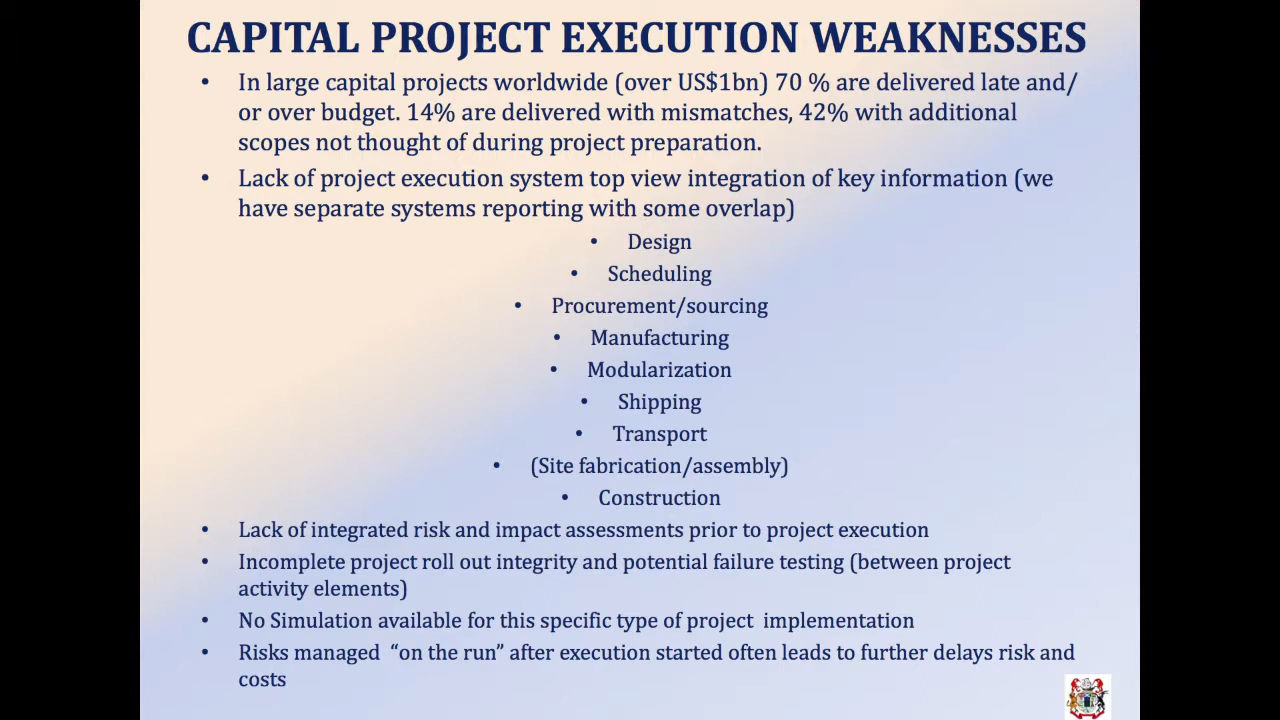 CAPITAL PROJECT EXECUTION WEAKNESSES
• In large capital projects worldwide (over US$1bn) 70 % are delivered late and/
or over budget. 14% are delivered with mismatches, 42% with additional
scopes not thought of during project preparation.
• Lack of project execution system top view integration of key information (we
have separate systems reporting with some overlap)
• Design
• Scheduling
• Procurement/sourcing
• Manufacturing
• Modularization
• Shipping
• Transport
• (Site fabrication/assembly)
• Construction
• Lack of integrated risk and impact assessments prior to project execution
• Incomplete project roll out integrity and potential failure testing (between project
activity elements)
• No Simulation available for this specific type of project  implementation
• Risks managed  “on the run” after execution started often leads to further delays risk and
costs